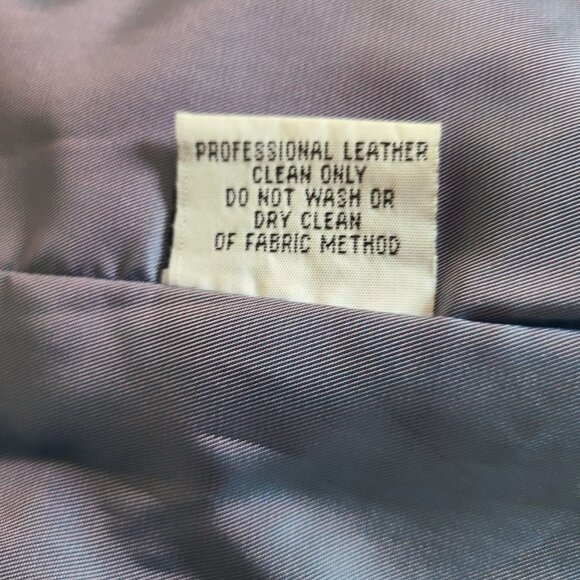 PROFESSIONAL LEATHER
CLEAN ONLY
DO NOT WASH OR
DRY CLEAN
OF FABRIC METHOD